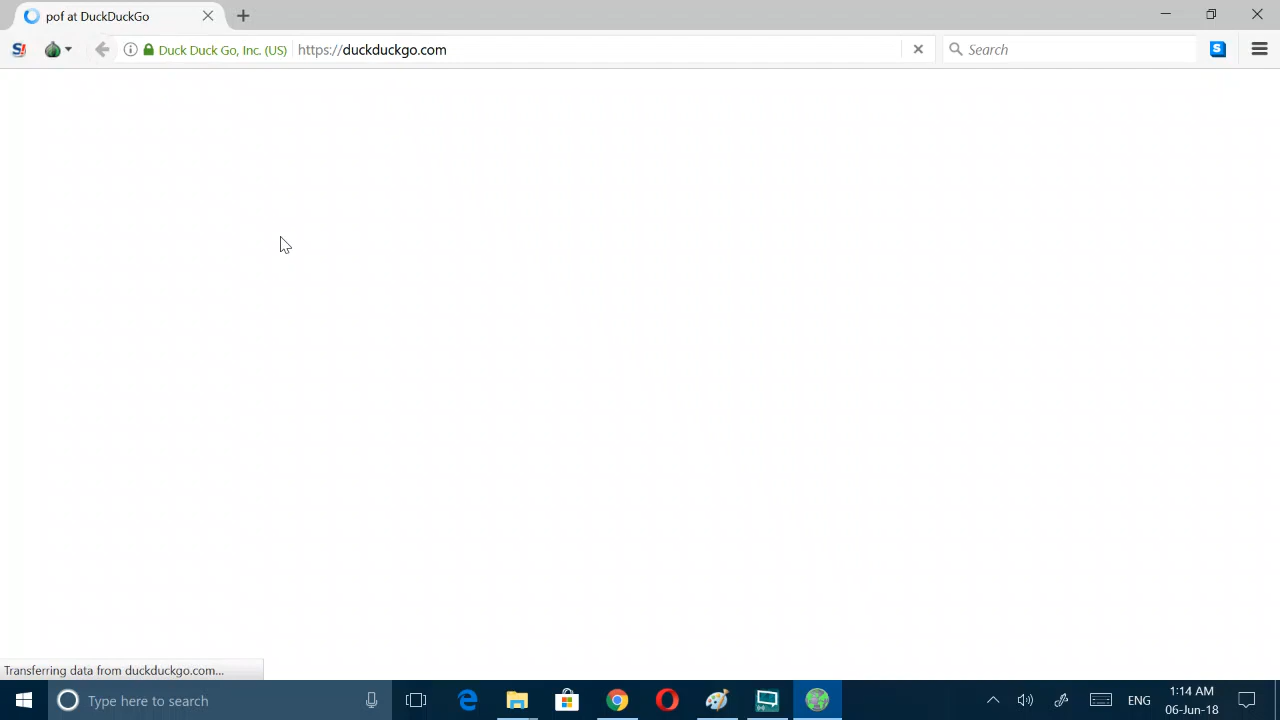 pof at DuckDuckGo
Duck Duck Go, Inc. (US)
https://duckduckgo.com
Search
Transferring data from duckduckgo.com...
Type here to search
ENG
1:14 AM
06-Jun-18